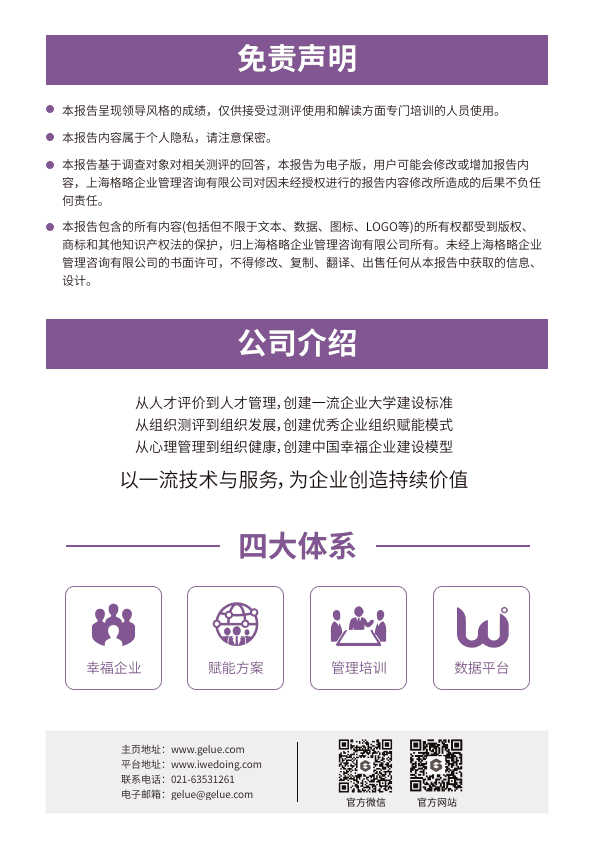 免责声明
本报告呈现领导风格的成绩，仅供接受过测评使用和解读方面专门培训的人员使用。
本报告内容属于个人隐私，请注意保密。
本报告基于调查对象对相关测评的回答，本报告为电子版，用户可能会修改或增加报告内
容，上海格略企业管理咨询有限公司对因未经授权进行的报告内容修改所造成的后果不负任
何责任。
本报告包含的所有内容(包括但不限于文本、数据、图标、LOGO等)的所有权都受到版权、
商标和其他知识产权法的保护，归上海格略企业管理咨询有限公司所有。未经上海格略企业
管理咨询有限公司的书面许可，不得修改、复制、翻译、出售任何从本报告中获取的信息、
设计。
公司介绍
从人才评价到人才管理，创建一流企业大学建设标准
从组织测评到组织发展，创建优秀企业组织赋能模式
从心理管理到组织健康，创建中国幸福企业建设模型
以一流技术与服务，为企业创造持续价值
四大体系
幸福企业
赋能方案
管理培训
数据平台
主页地址：www.gelue.com
平台地址：www.iwedoing.com
联系电话：021-63531261
电子邮箱：gelue@gelue.com
官方微信
官方网站